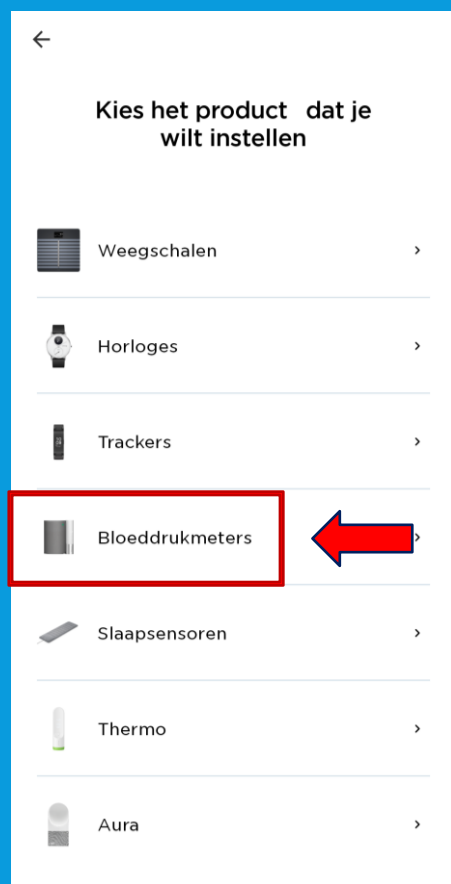 Kies het product dat je
wilt instellen
Weegschalen
Horloges
Trackers
Bloeddrukmeters
Slaapsensoren
Thermo
Aura